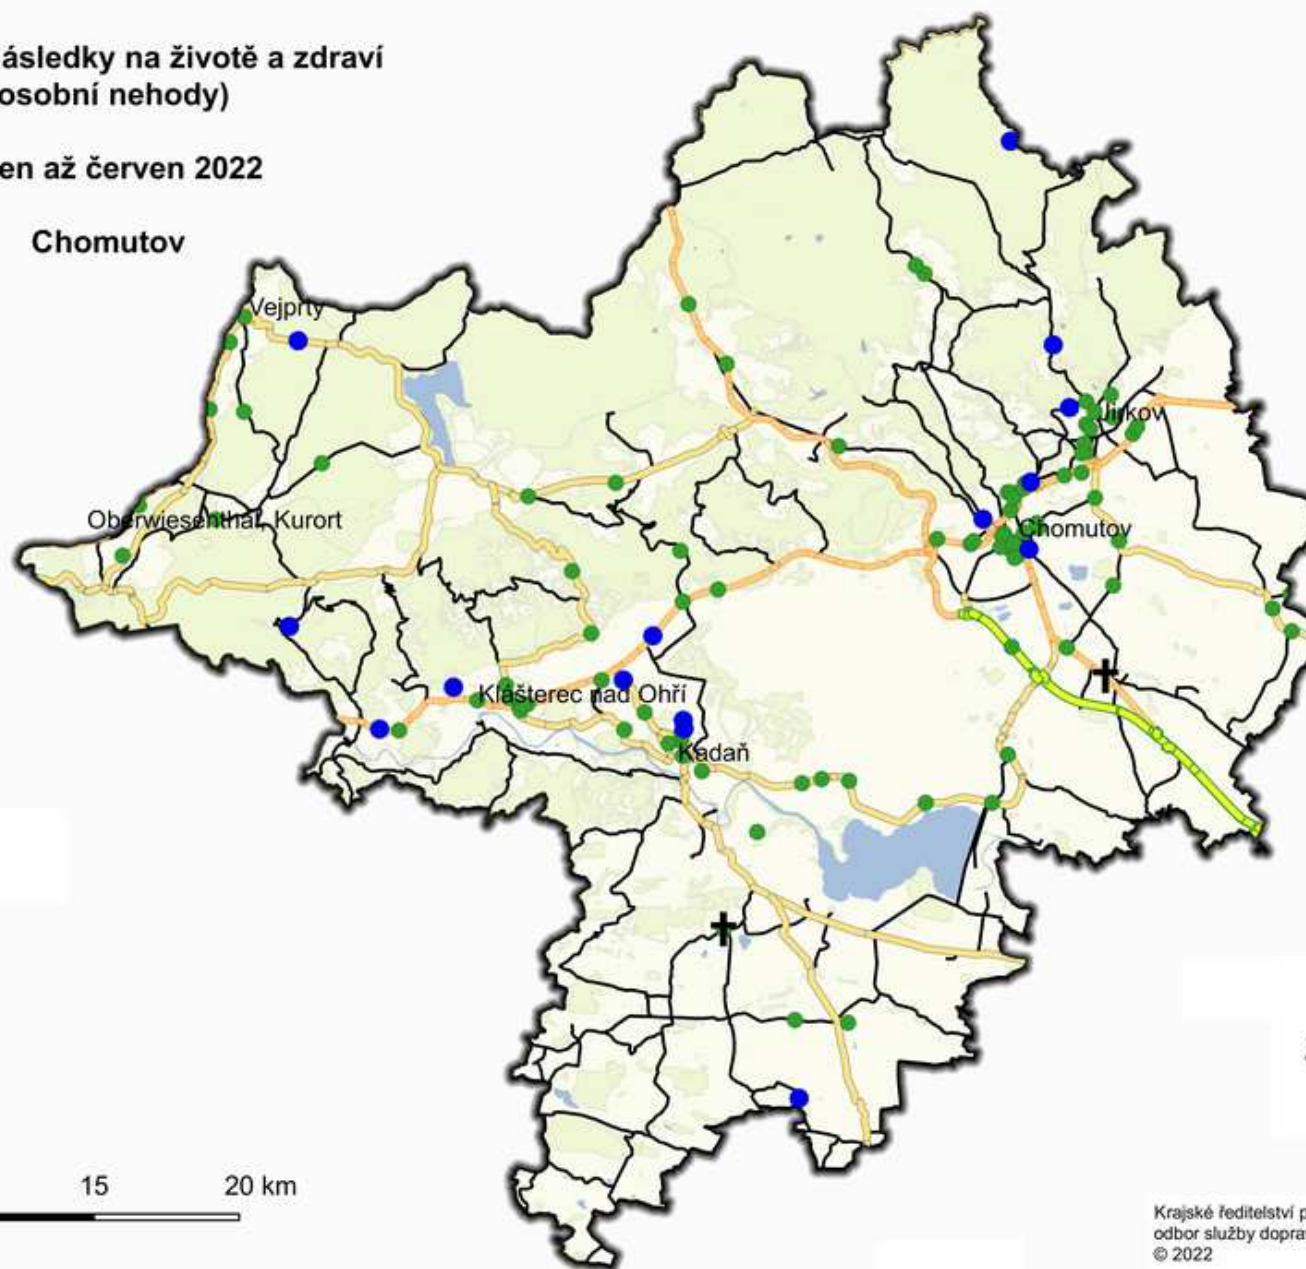 ásledky na životě a zdraví
osobní nehody)
en až červen 2022
Chomutov
Vejprty
Jirkov
Oberwiesenthal, Kurort
Chomutov
Klášterec nad Ohří
Kadaň
15 20 km
Krajské ředitelství p
odbor služby doprav
© 2022